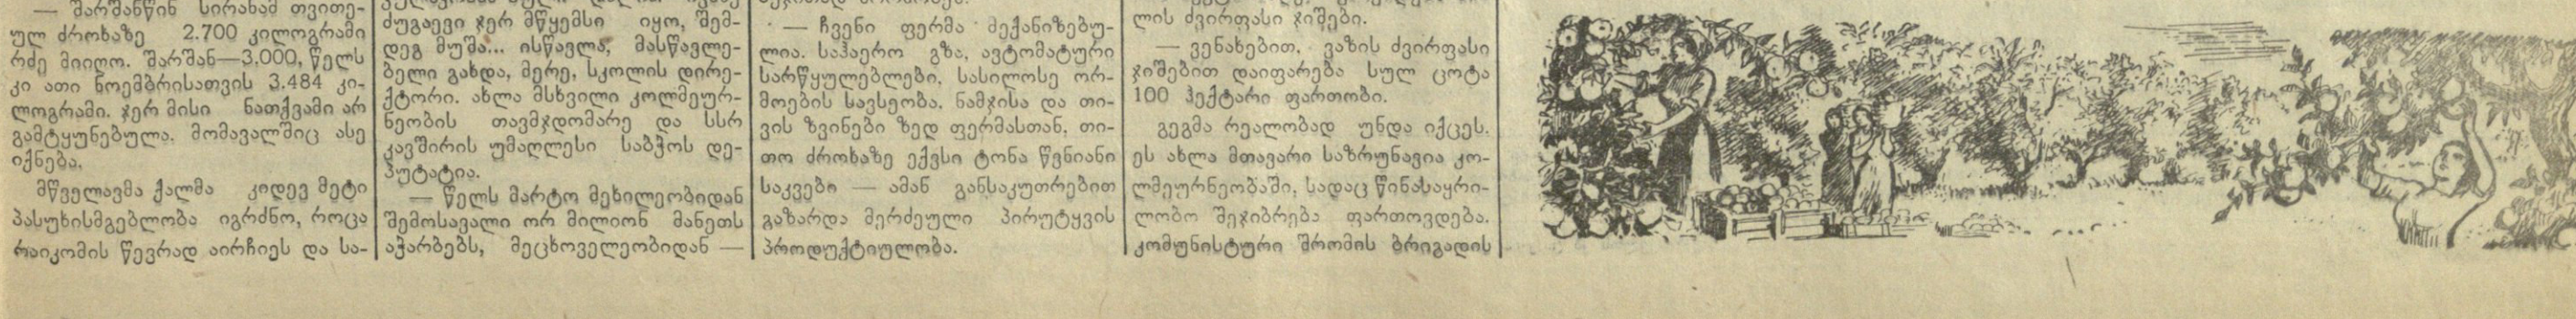 — შარშანწინ სირანამ თვითე-
ულ ძროხაზე 2.700 კილოგრამი
რძე მიიღო. შარშან—3.000, წელს
კი ათი ნოემბრისათვის 3.484 კი-
ლოგრამი. ჯერ მისი ნათქვამი არ
გამტყუნებულა. მომავალშიც ასე
იქნება.
მწველავმა ქალმა კიდევ მეტი
პასუხისმგებლობა იგრძნო, როცა
რაიკომის წევრად აირჩიეს და სა-
ძუგაევი ჯერ მწყემსი იყო, შემ-
დეგ მუშა... ისწავლა, მასწავლე-
ბელი გახდა, მერე, სკოლის დირე-
ქტორი. ახლა მსხვილი კოლმეურ-
ნეობის თავმჯდომარე და სსრ
კავშირის უმაღლესი საბჭოს დე-
პუტატია.
— წელს მარტო მეხილეობიდან
შემოსავალი ორ მილიონ მანეთს
აჭარბებს, მეცხოველეობიდან —
— ჩვენი ფერმა მექანიზებუ-
ლია. საჰაერო გზა, ავტომატური
სარწყულებლები, სასილოსე ორ-
მოების სავსეობა. ნამჯისა და თი-
ვის ზვინები ზედ ფერმასთან, თი-
თო ძროხაზე ექვსი ტონა წვნიანი
საკვები — ამან განსაკუთრებით
გაზარდა მერძეული პირუტყვის
პროდუქტიულობა.
ლის ძვირფასი ჯიშები.
— ვენახებით, ვაზის ძვირფასი
ჯიშებით დაიფარება სულ ცოტა
100 ჰექტარი ფართობი.
გეგმა რეალობად უნდა იქცეს.
ეს ახლა მთავარი საზრუნავია კო-
ლმეურნეობაში, სადაც წინასაყრი-
ლობო შეჯიბრება ფართოვდება.
კომუნისტური შრომის ბრიგადის